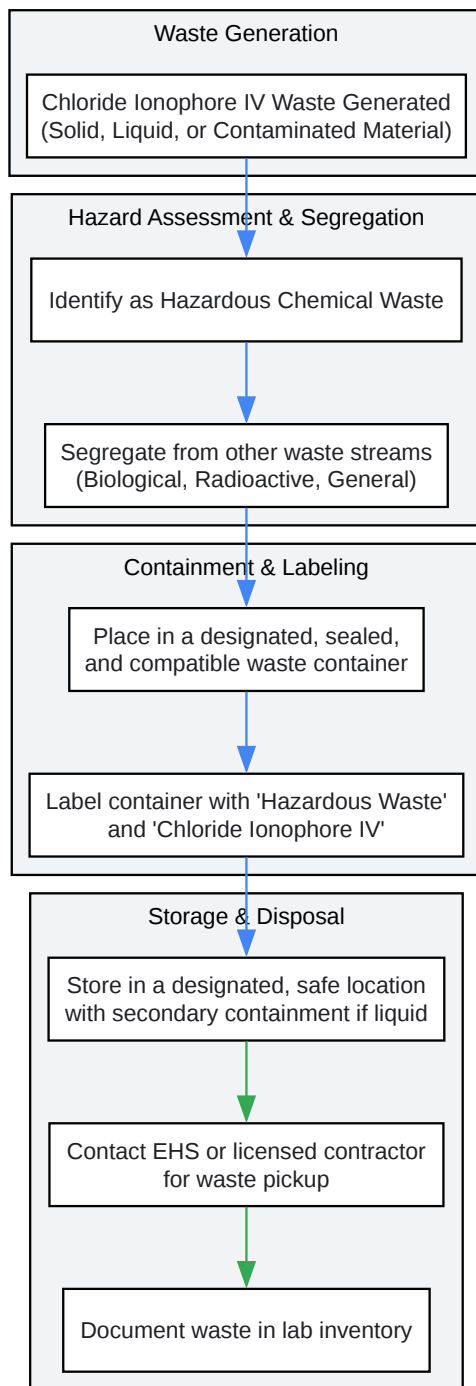 Waste Generation
Chloride Ionophore IV Waste Generated
(Solid, Liquid, or Contaminated Material)
Hazard Assessment & Segregation
Identify as Hazardous Chemical Waste
Segregate from other waste streams
(Biological, Radioactive, General)
Containment & Labeling
Place in a designated, sealed,
and compatible waste container
Label container with 'Hazardous Waste'
and 'Chloride Ionophore IV'
Storage & Disposal
Store in a designated, safe location
with secondary containment if liquid
Contact EHS or licensed contractor
for waste pickup
Document waste in lab inventory